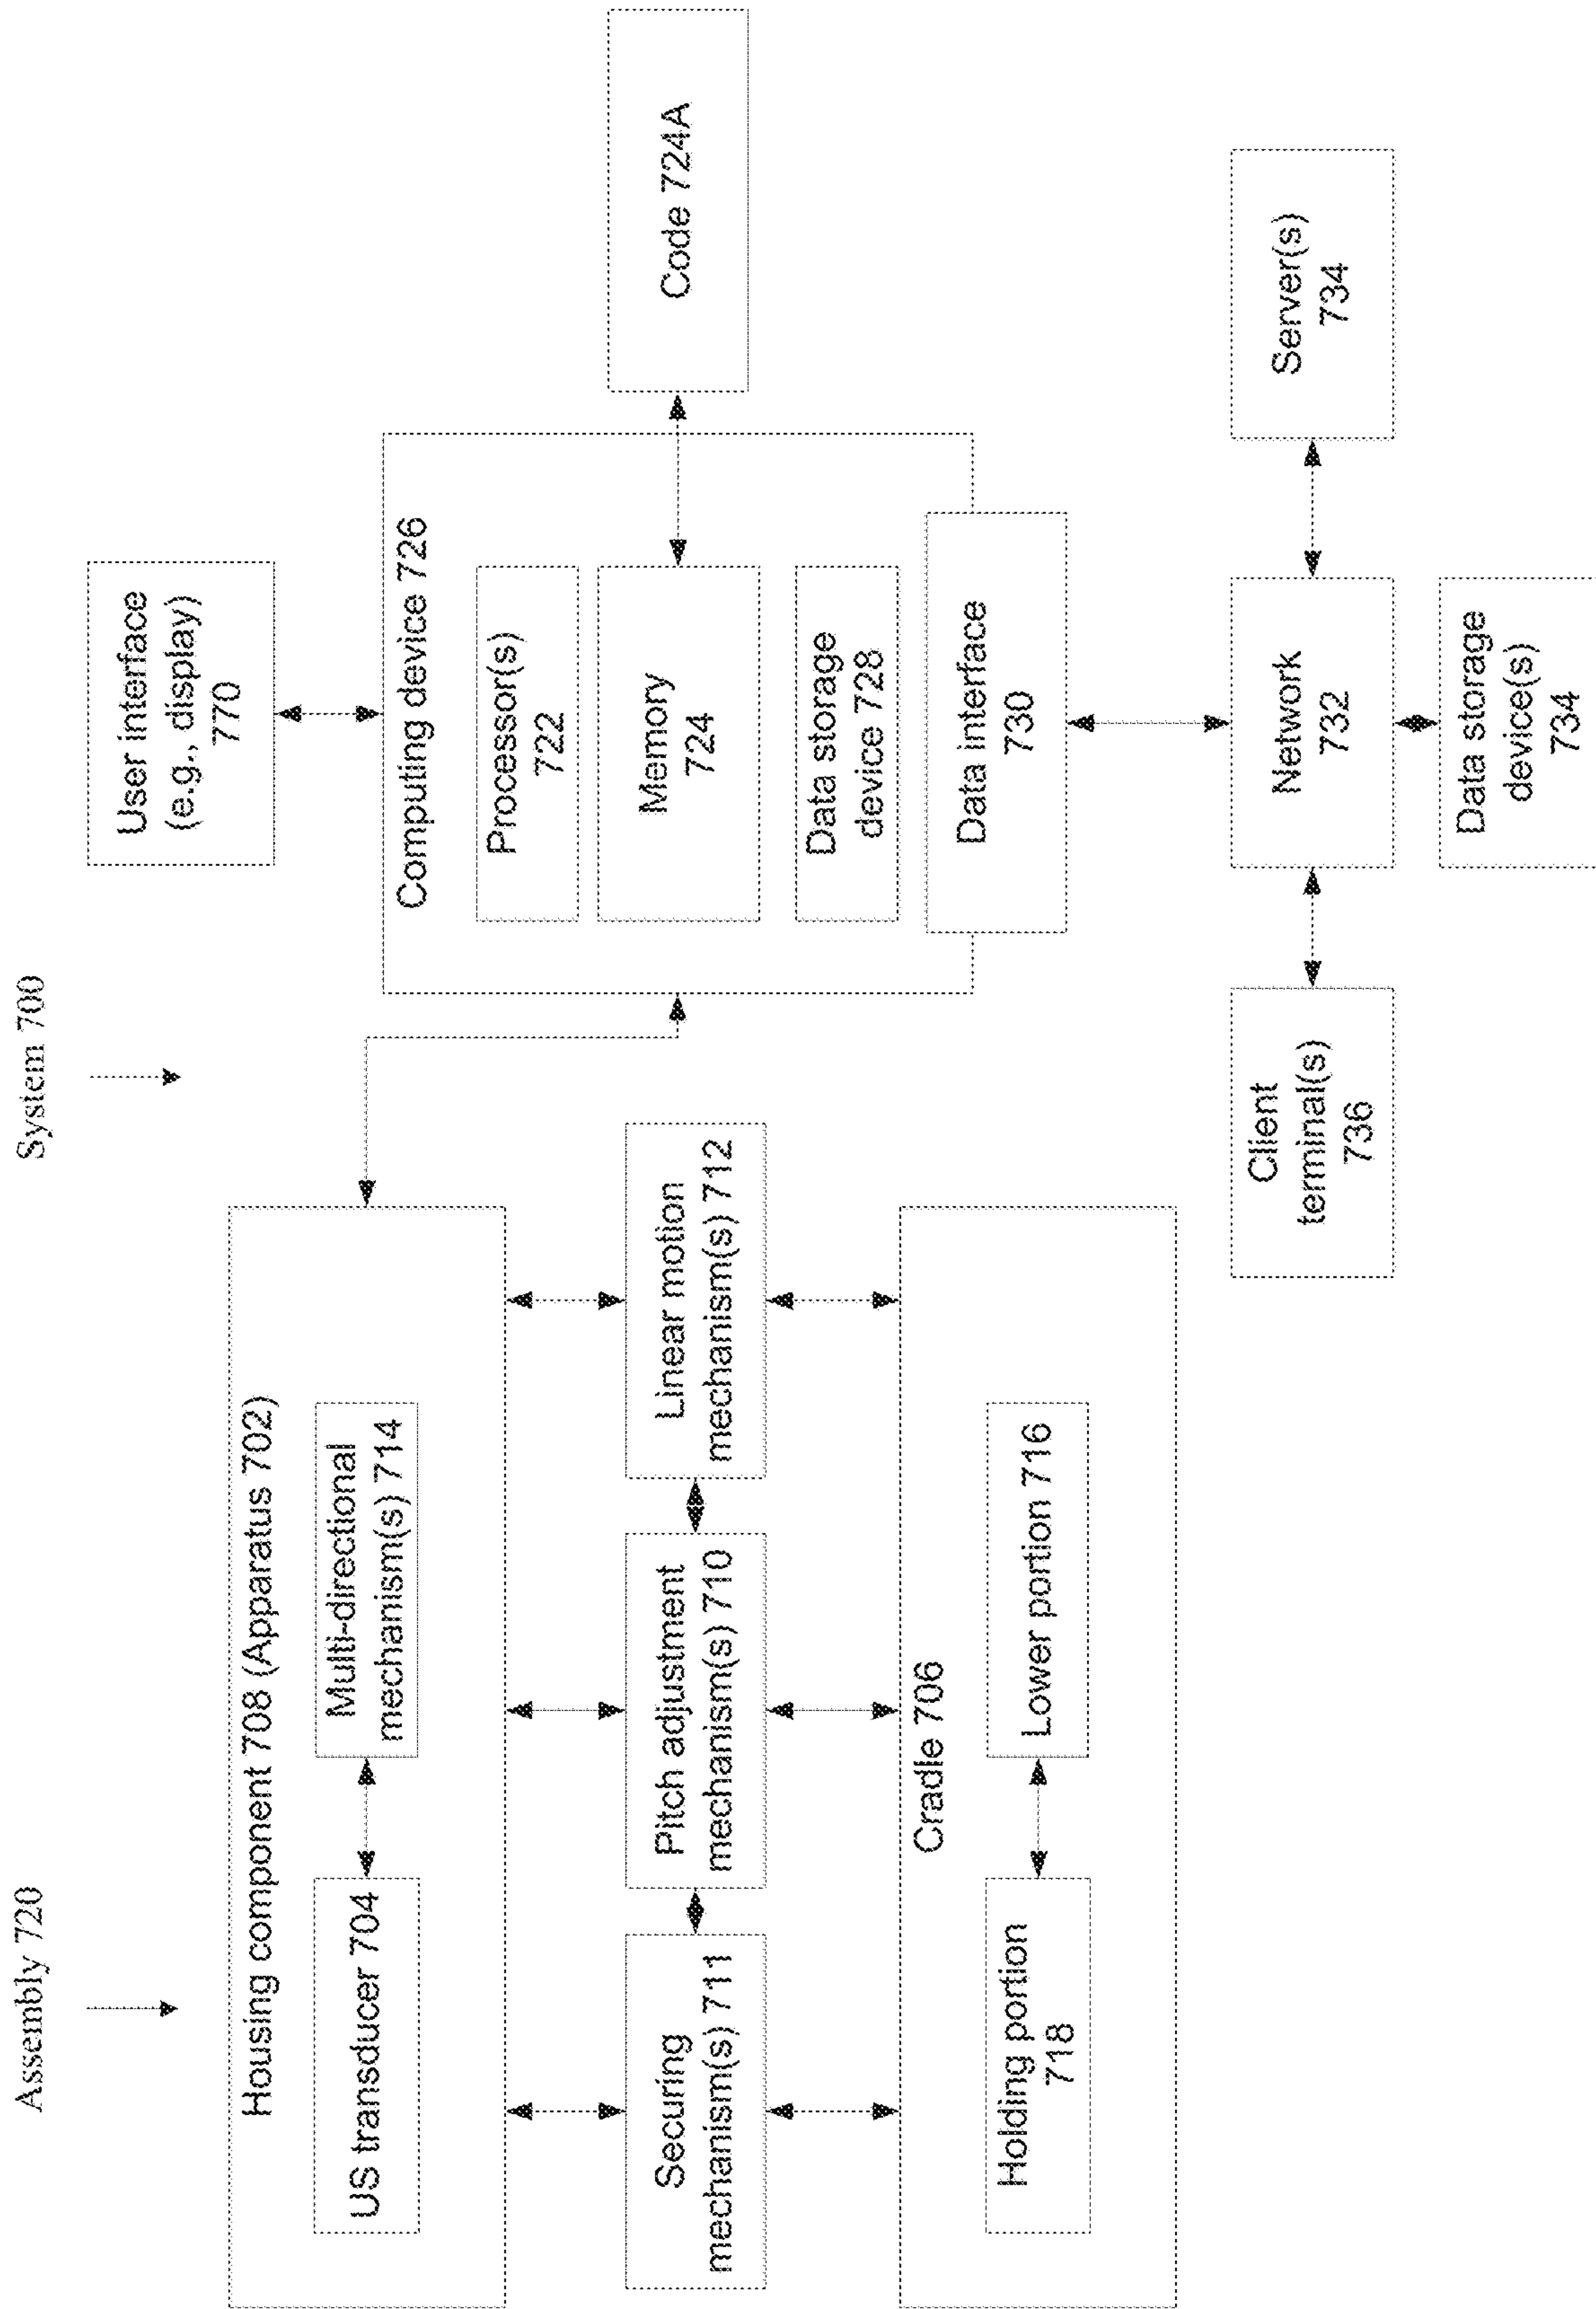 Assembly 720
System 700
Housing component 708 (Apparatus 702)
US transducer 704
Multi-directional
mechanism(s) 714
Securing
mechanism(s) 711
Pitch adjustment
mechanism(s) 710
Linear motion
mechanism(s) 712
Cradle 706
Holding portion
718
Lower portion 716
User interface
(e.g., display)
770
Computing device 726
Processor(s)
722
Memory
724
Data storage
device 728
Data interface
730
Code 724A
Client
terminal(s)
736
Network
732
Server(s)
734
Data storage
device(s)
734